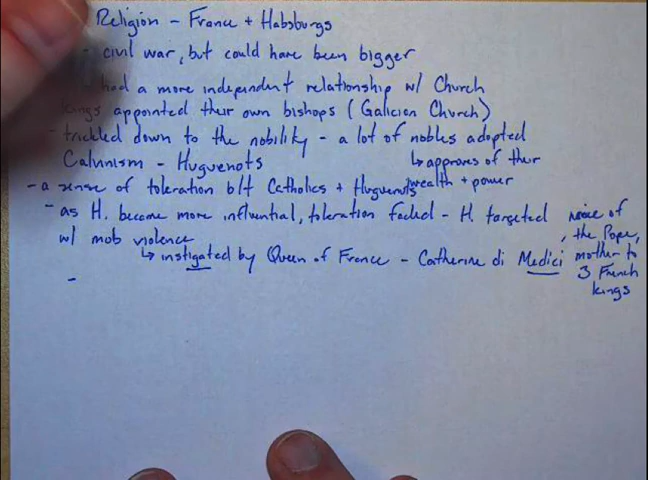 Religion - France + Habsburgs
- civil war, but could have been bigger
had a more independent relationship w/ Church
kings appointed their own bishops (Galician Church)
- trickled down to the nobility - a lot of nobles adopted
Calvinism - Huguenots
↳ approves of their
wealth + power
- a sense of toleration b/t Catholics + Huguenots
- as H. become more influential, toleration faded - H. targeted
w/ mob violence
↳ instigated by Queen of France - Catherine di Medici
, niece of
the Pope,
mother to
3 French
kings
-